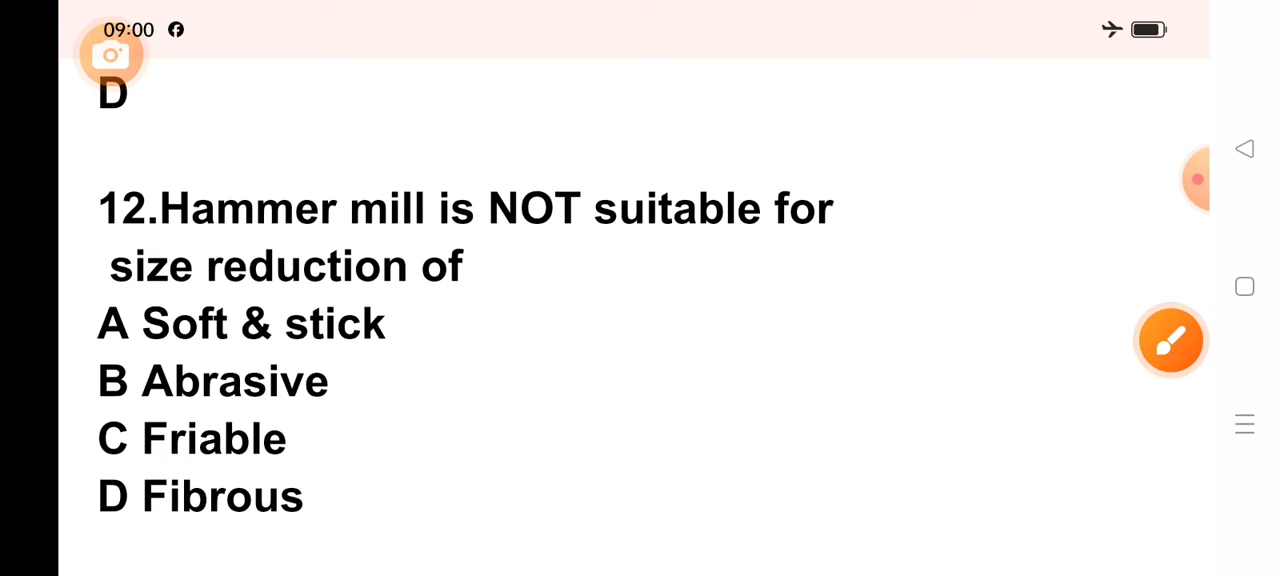 09:00
D
12.Hammer mill is NOT suitable for
size reduction of
A Soft & stick
B Abrasive
C Friable
D Fibrous